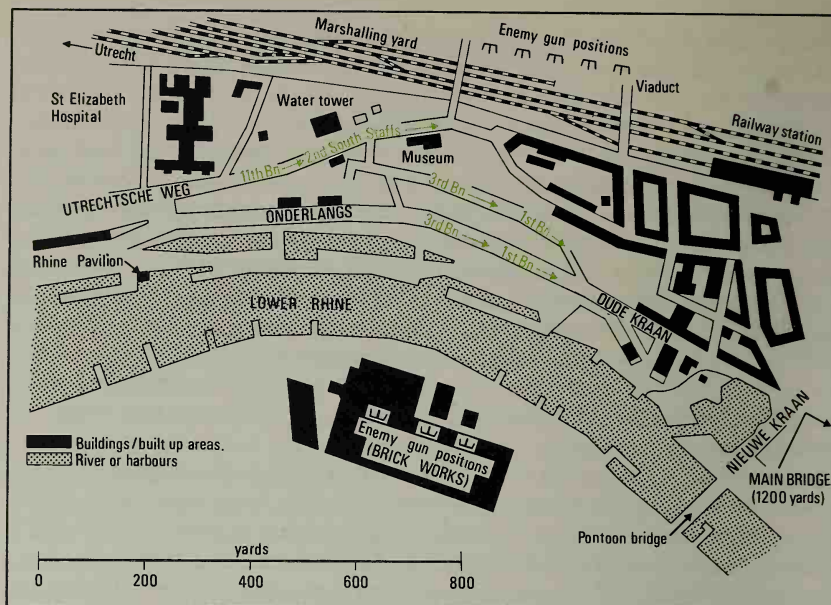 Marshalling yard
Enemy gun positions
Utrecht
Viaduct
St Elizabeth
Hospital
Water tower
Railway station
11th Bn
2nd South Staffs
Museum
UTRECHTSCHE WEG
3rd Bn
1st Bn
ONDERLANGS
3rd Bn
1st Bn
Rhine Pavilion
LOWER RHINE
OUDE KRAAN
Enemy gun positions
(BRICK WORKS)
NIEUWE KRAAN
MAIN BRIDGE
(1200 yards)
Pontoon bridge
Buildings/built up areas.
River or harbours
yards
0 200 400 600 800